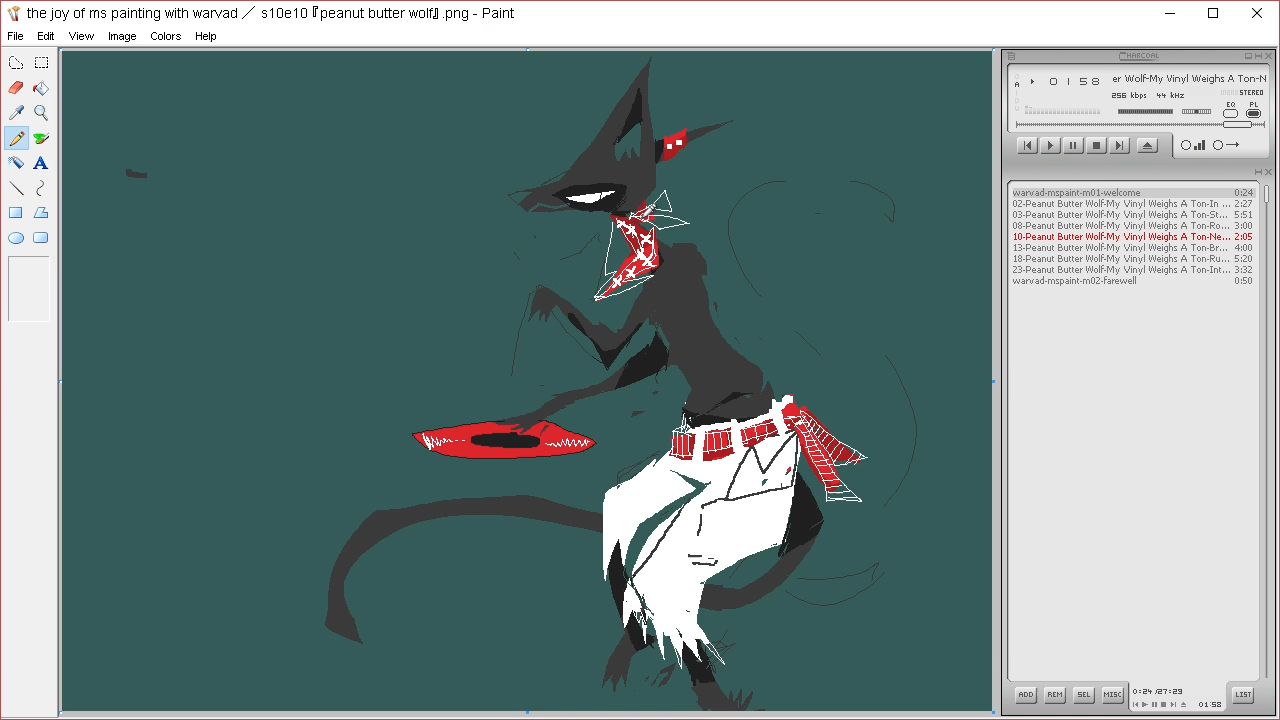 the joy of ms painting with warvad ／ s10e10『peanut butter wolf』.png - Paint
File Edit View Image Colors Help
CHARCOAL
01:58 er Wolf-My Vinyl Weighs A Ton-N
256 kbps 44 kHz MONO STEREO
EQ PL
warvad-mspaint-m01-welcome 0:24
02-Peanut Butter Wolf-My Vinyl Weighs A Ton-In ... 2:27
03-Peanut Butter Wolf-My Vinyl Weighs A Ton-St... 5:51
08-Peanut Butter Wolf-My Vinyl Weighs A Ton-Ro... 3:00
10-Peanut Butter Wolf-My Vinyl Weighs A Ton-Ne... 2:05
13-Peanut Butter Wolf-My Vinyl Weighs A Ton-Br... 4:00
18-Peanut Butter Wolf-My Vinyl Weighs A Ton-Ru... 5:20
23-Peanut Butter Wolf-My Vinyl Weighs A Ton-Int... 3:32
warvad-mspaint-m02-farewell 0:50
ADD REM SEL MISC 0:24 /27:29 LIST
01:58